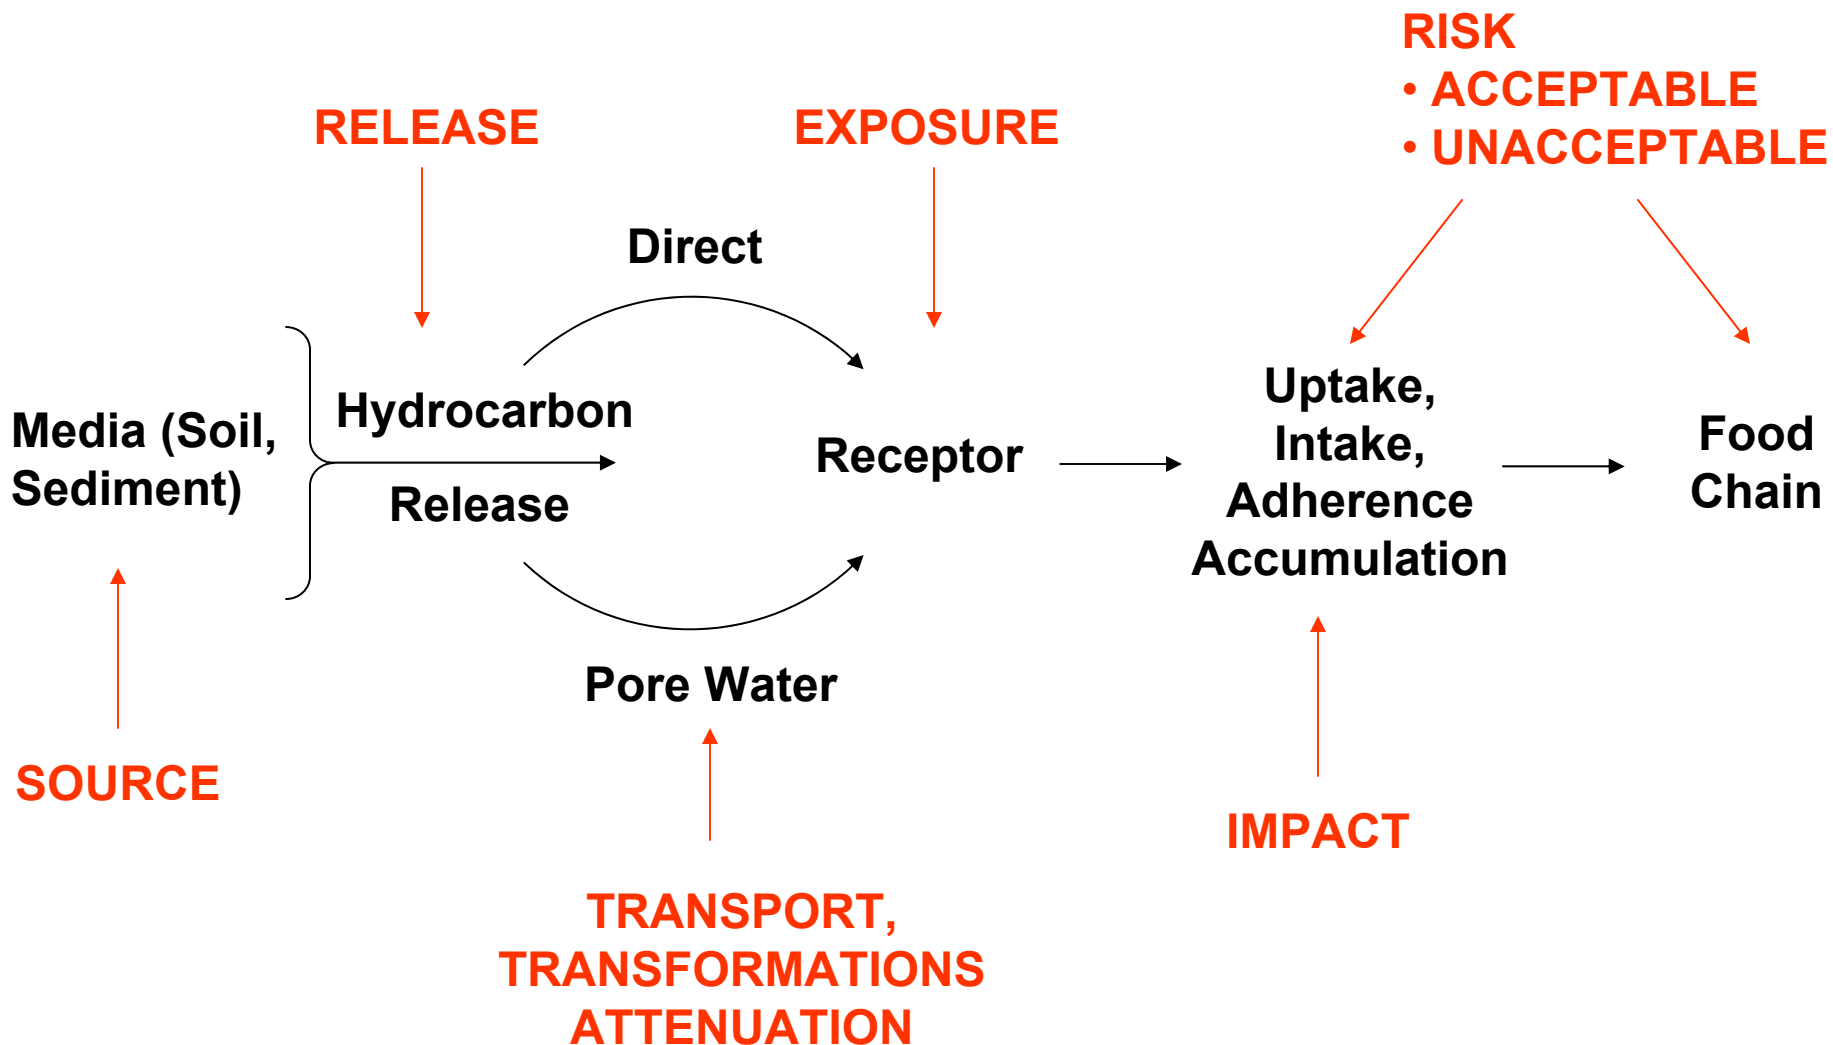 RISK
• ACCEPTABLE
• UNACCEPTABLE
RELEASE
EXPOSURE
Direct
Media (Soil,
Sediment)
Hydrocarbon
Release
Receptor
Uptake,
Intake,
Adherence
Accumulation
Food
Chain
Pore Water
SOURCE
IMPACT
TRANSPORT,
TRANSFORMATIONS
ATTENUATION